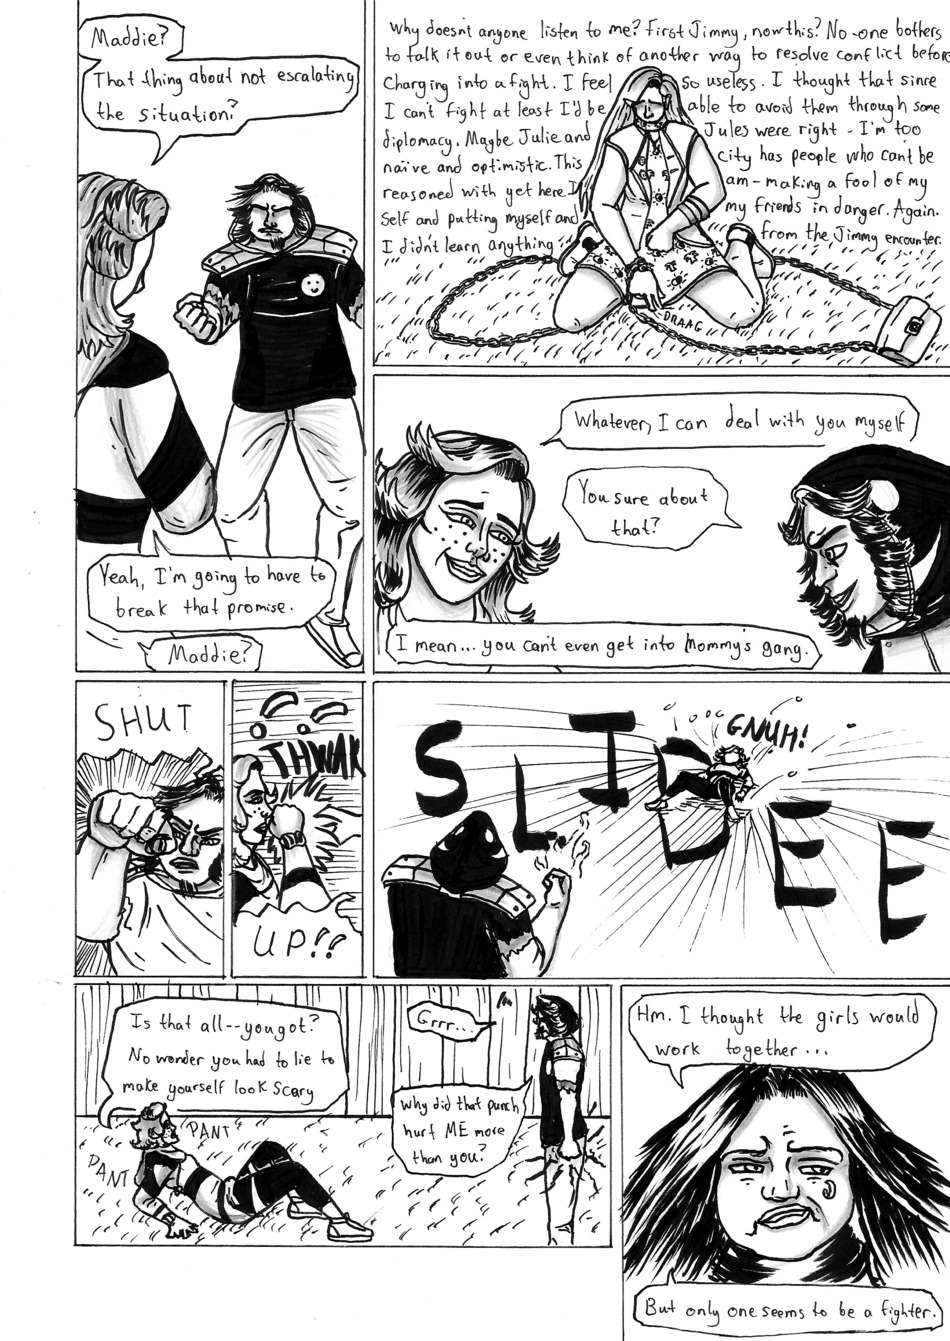 Maddie?
That thing about not escalating
the situation?
Yeah, I'm going to have to
break that promise.
Maddie?
Why doesn't anyone listen to me? First Jimmy, now this? No-one bothers
to talk it out or even think of another way to resolve conflict before
Charging into a fight. I feel so useless. I thought that since
I can't fight at least I'd be able to avoid them through some
diplomacy. Maybe Julie and Jules were right - I'm too
naïve and optimistic. This city has people who can't be
reasoned with yet here I am - making a fool of my
self and putting myself and my friends in danger. Again.
I didn't learn anything from the Jimmy encounter.
DRAAG
Whatever, I can deal with you myself
You sure about
that?
I mean... you can't even get into Mommy's gang.
SHUT
THWAK
UP!!
SLIDDEE
GNUH!
Is that all--you got?
No wonder you had to lie to
make yourself look scary
PANT
PANT
Grrr...
Why did that punch
hurt ME more
than you?
Hm. I thought the girls would
work together...
But only one seems to be a fighter.